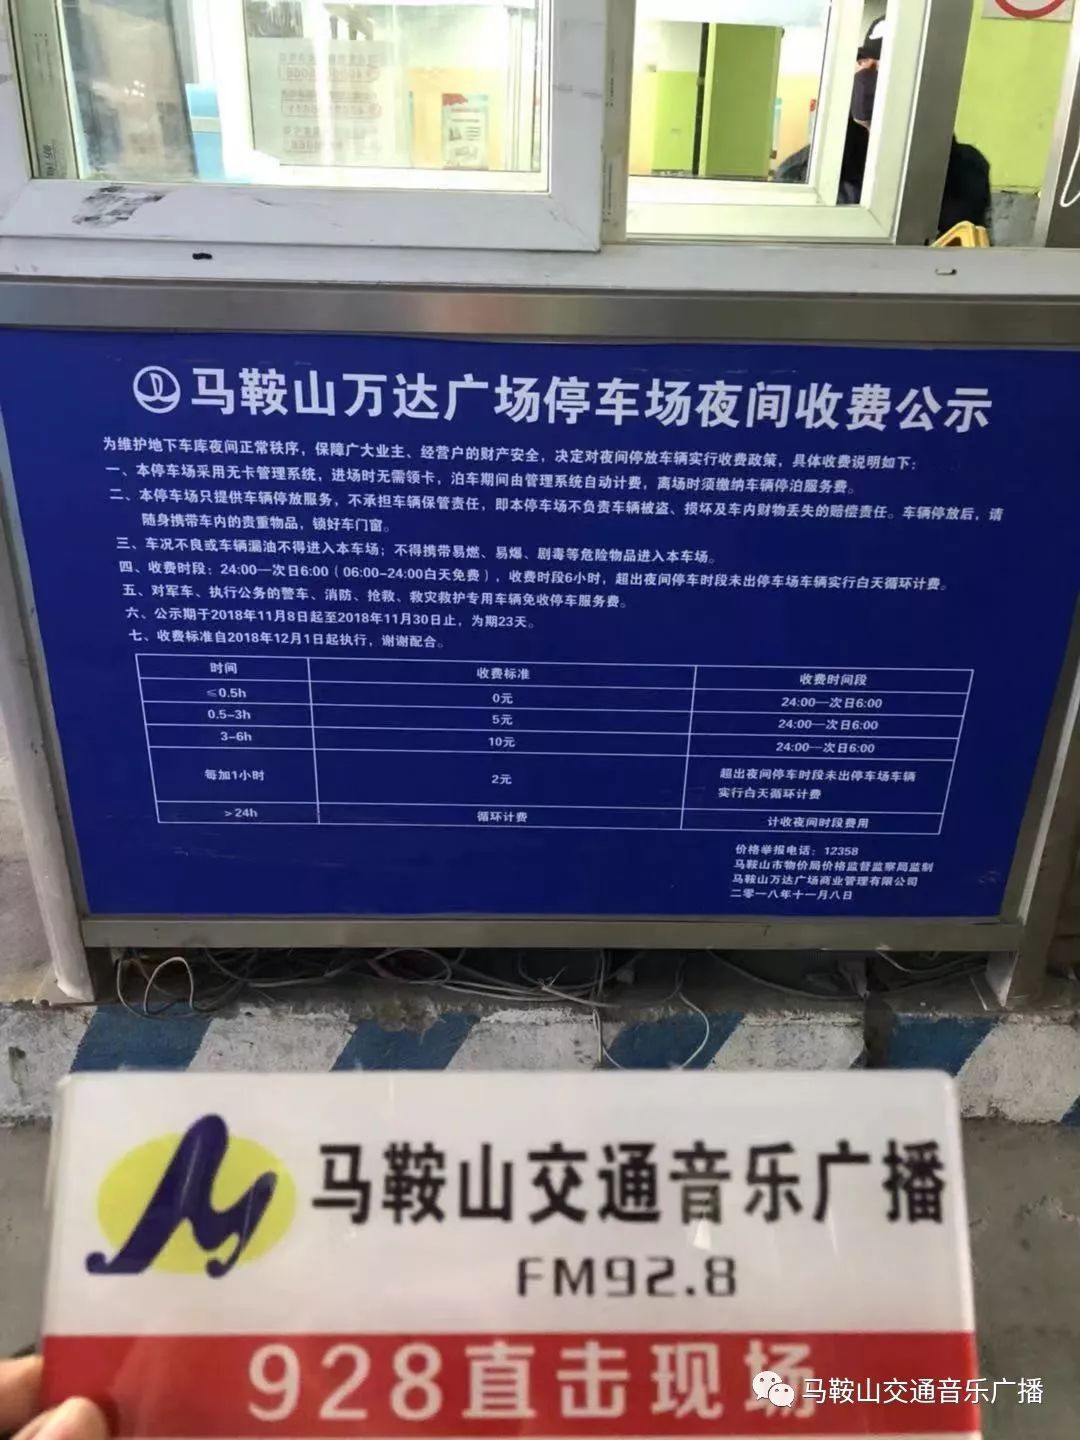 马鞍山万达广场停车场夜间收费公示
为维护地下车库夜间正常秩序，保障广大业主、经营户的财产安全，决定对夜间停放车辆实行收费政策，具体收费说明如下：
一、本停车场采用无卡管理系统，进场时无需领卡，泊车期间由管理系统自动计费，离场时须缴纳车辆停泊服务费。
二、本停车场只提供车辆停放服务，不承担车辆保管责任，即本停车场不负责车辆被盗、损坏及车内财物丢失的赔偿责任。车辆停放后，请
随身携带车内的贵重物品，锁好车门窗。
三、车况不良或车辆漏油不得进入本车场；不得携带易燃、易爆、剧毒等危险物品进入本车场。
四、收费时段：24:00—次日6:00（06:00-24:00白天免费），收费时段6小时，超出夜间停车时段未出停车场车辆实行白天循环计费。
五、对军车、执行公务的警车、消防、抢救、救灾救护专用车辆免收停车服务费。
六、公示期于2018年11月8日起至2018年11月30日止，为期23天。
七、收费标准自2018年12月1日起执行，谢谢配合。
时间 收费标准 收费时间段
≤0.5h 0元 24:00—次日6:00
0.5-3h 5元 24:00—次日6:00
3-6h 10元 24:00—次日6:00
每加1小时 2元 超出夜间停车时段未出停车场车辆
实行白天循环计费
>24h 循环计费 计收夜间时段费用
价格举报电话：12358
马鞍山市物价局价格监督监察局监制
马鞍山万达广场商业管理有限公司
二零一八年十一月八日
马鞍山交通音乐广播
FM92.8
928直击现场
马鞍山交通音乐广播